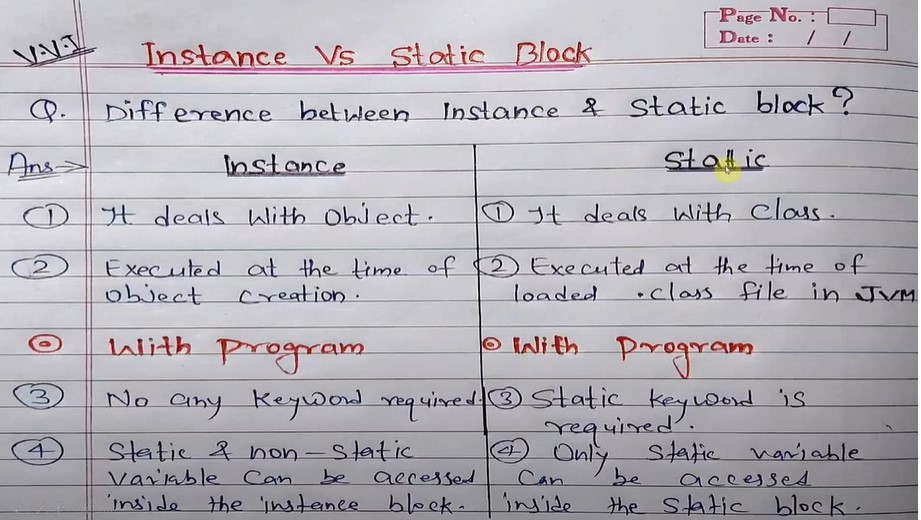 Page No. :
Date : / /
V.V.I
Instance Vs Static Block
Q. Difference between Instance & Static block?
Ans→ Instance Static
① It deals With Object. ① It deals With Class.
② Executed at the time of ② Executed at the time of
Object creation. loaded .class file in JVM
⊙ With program ⊙ With program
③ No any keyword required ③ Static keyword is
required.
④ Static & non-static ④ Only Static variable
Variable Can be accessed Can be accessed
inside the instence block. inside the Static block.